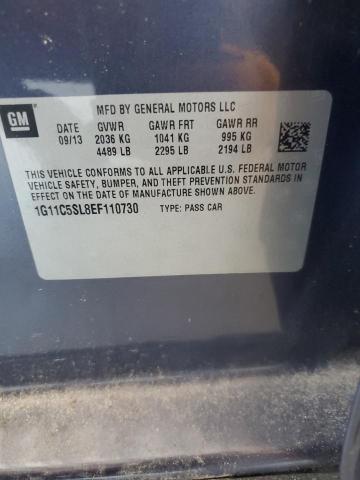 GM
MFD BY GENERAL MOTORS LLC
DATE GVWR GAWR FRT GAWR RR
09/13 2036 KG 1041 KG 995 KG
4489 LB 2295 LB 2194 LB
THIS VEHICLE CONFORMS TO ALL APPLICABLE U.S. FEDERAL MOTOR
VEHICLE SAFETY, BUMPER, AND THEFT PREVENTION STANDARDS IN
EFFECT ON THE DATE OF MANUFACTURE SHOWN ABOVE.
1G11C5SL8EF110730 TYPE: PASS CAR